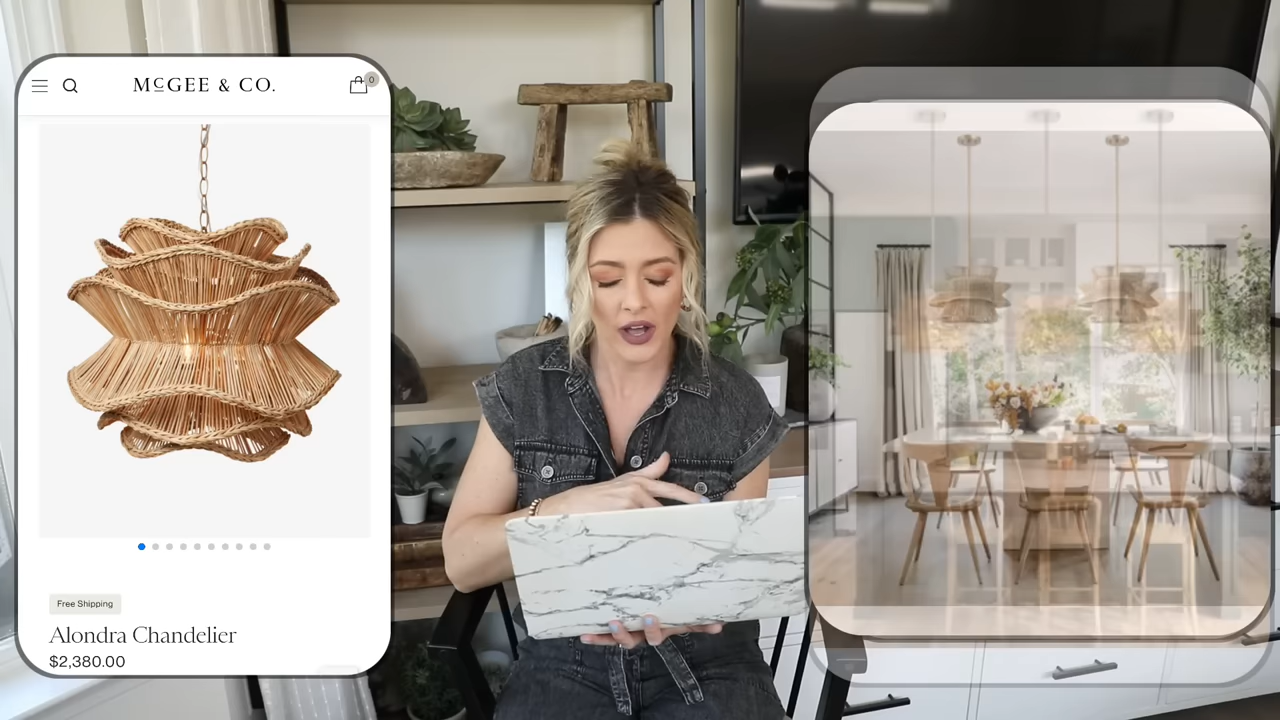 McGEE & CO.
0
Free Shipping
Alondra Chandelier
$2,380.00